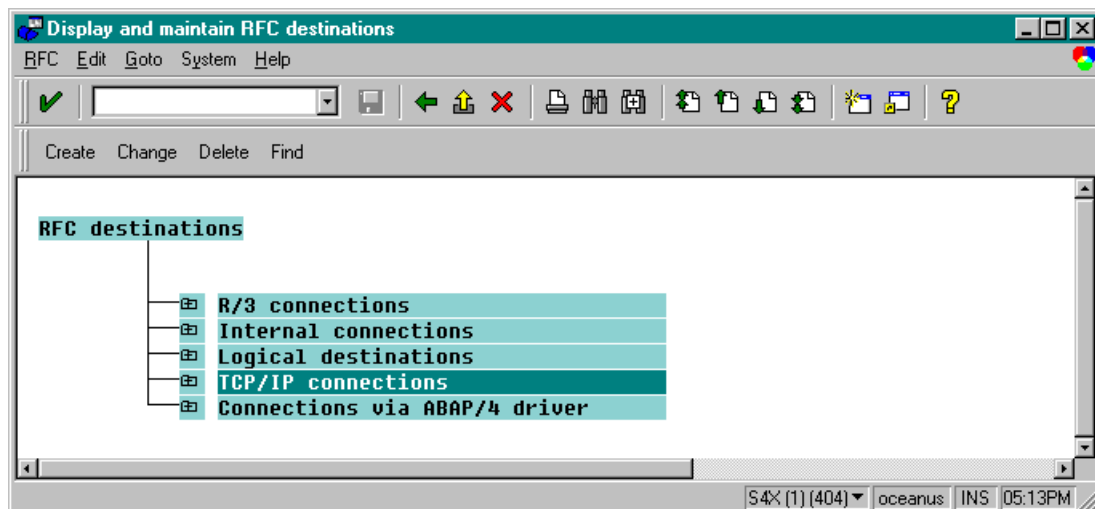 Display and maintain RFC destinations
RFC Edit Goto System Help
Create Change Delete Find
RFC destinations
R/3 connections
Internal connections
Logical destinations
TCP/IP connections
Connections via ABAP/4 driver
S4X (1) (404) oceanus INS 05:13PM